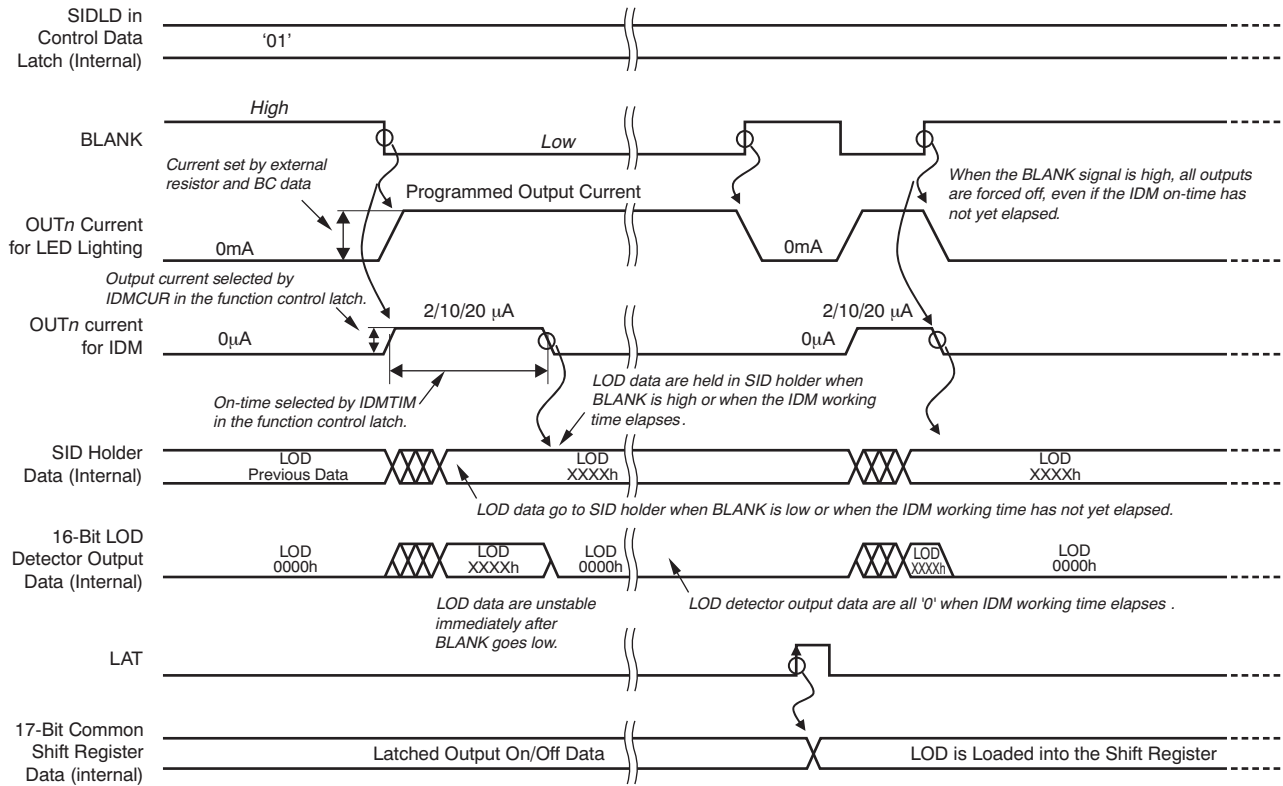 SIDLD in
Control Data
Latch (Internal)
'01'
High
BLANK
Low
Current set by external
resistor and BC data
Programmed Output Current
When the BLANK signal is high, all outputs
are forced off, even if the IDM on-time has
not yet elapsed.
OUTn Current
for LED Lighting
0mA
0mA
Output current selected by
IDMCUR in the function control latch.
OUTn current
for IDM
0μA
2/10/20 μA
0μA
2/10/20 μA
On-time selected by IDMTIM
in the function control latch.
LOD data are held in SID holder when
BLANK is high or when the IDM working
time elapses .
SID Holder
Data (Internal)
LOD
Previous Data
LOD
XXXXh
LOD
XXXXh
LOD data go to SID holder when BLANK is low or when the IDM working time has not yet elapsed.
16-Bit LOD
Detector Output
Data (Internal)
LOD
0000h
LOD
XXXXh
LOD
0000h
LOD
XXXXh
LOD
0000h
LOD data are unstable
immediately after
BLANK goes low.
LOD detector output data are all '0' when IDM working time elapses .
LAT
17-Bit Common
Shift Register
Data (internal)
Latched Output On/Off Data
LOD is Loaded into the Shift Register